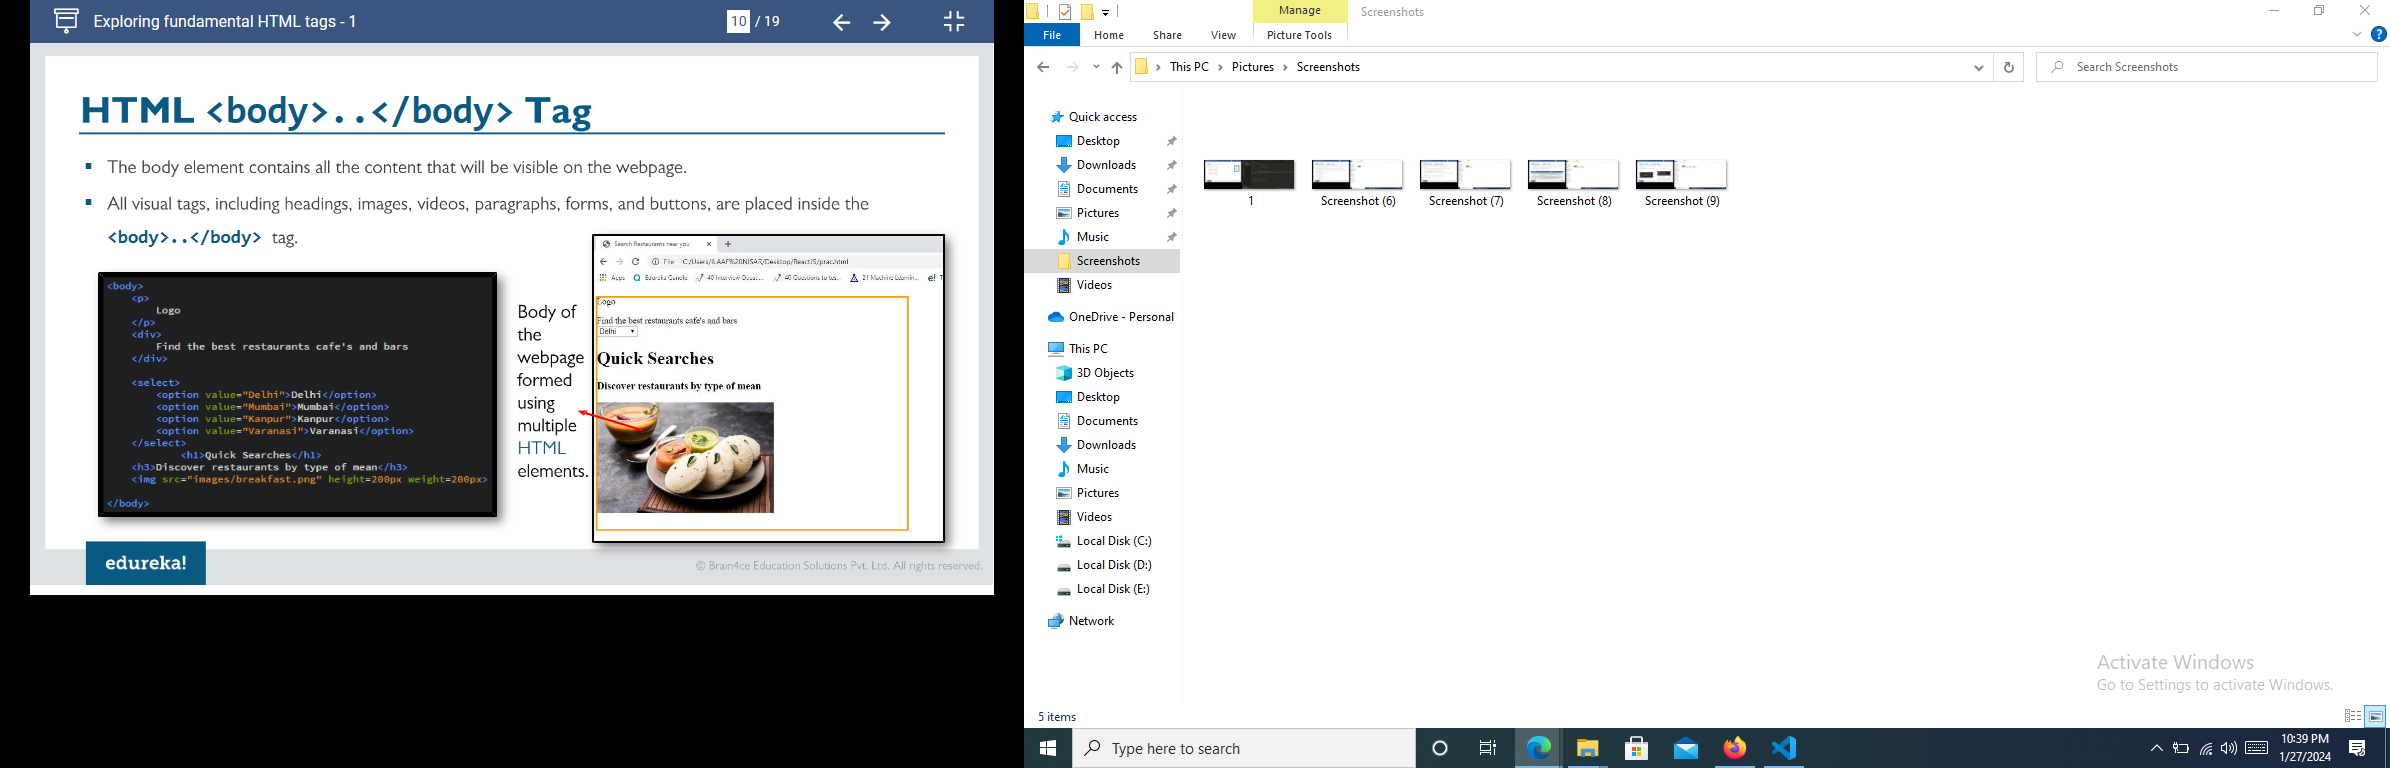 Exploring fundamental HTML tags - 1
10 / 19
HTML <body>..</body> Tag
▪ The body element contains all the content that will be visible on the webpage.
▪ All visual tags, including headings, images, videos, paragraphs, forms, and buttons, are placed inside the
<body>..</body> tag.
<body>
<p>
Logo
</p>
<div>
Find the best restaurants cafe's and bars
</div>
<select>
<option value="Delhi">Delhi</option>
<option value="Mumbai">Mumbai</option>
<option value="Kanpur">Kanpur</option>
<option value="Varanasi">Varanasi</option>
</select>
<h1>Quick Searches</h1>
<h3>Discover restaurants by type of mean</h3>
<img src="images/breakfast.png" height=200px weight=200px>
</body>
Body of
the
webpage
formed
using
multiple
HTML
elements.
Search Restaurants near you
File C:/Users/ILAAF%20NISAR/Desktop/ReactJS/prac.html
Apps Edureka Candle 40 Interview Questi... 40 Questions to tes... 21 Machine Learnin... e!
Logo
Find the best restaurants cafe's and bars
Delhi
Quick Searches
Discover restaurants by type of mean
edureka!
© Brain4ce Education Solutions Pvt. Ltd. All rights reserved.
Manage
Screenshots
File Home Share View Picture Tools
This PC > Pictures > Screenshots
Search Screenshots
Quick access
Desktop
Downloads
Documents
Pictures
Music
Screenshots
Videos
OneDrive - Personal
This PC
3D Objects
Desktop
Documents
Downloads
Music
Pictures
Videos
Local Disk (C:)
Local Disk (D:)
Local Disk (E:)
Network
1
Screenshot (6)
Screenshot (7)
Screenshot (8)
Screenshot (9)
Activate Windows
Go to Settings to activate Windows.
5 items
Type here to search
10:39 PM
1/27/2024